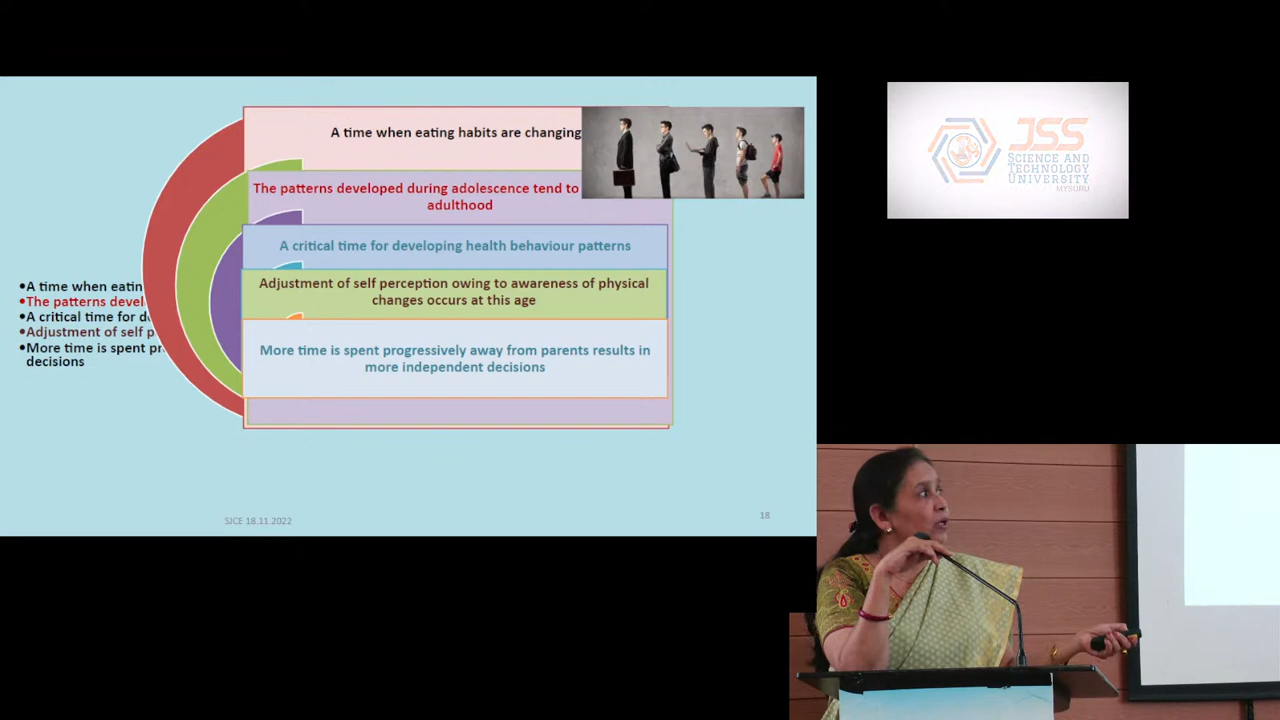 A time when eating habits are changing
The patterns developed during adolescence tend to
adulthood
A critical time for developing health behaviour patterns
Adjustment of self perception owing to awareness of physical
changes occurs at this age
More time is spent progressively away from parents results in
more independent decisions
•A time when eatin
•The patterns devel
•A critical time for d
•Adjustment of self p
•More time is spent pr
decisions
SJCE 18.11.2022
18
JSS
SCIENCE AND
TECHNOLOGY
UNIVERSITY
MYSURU